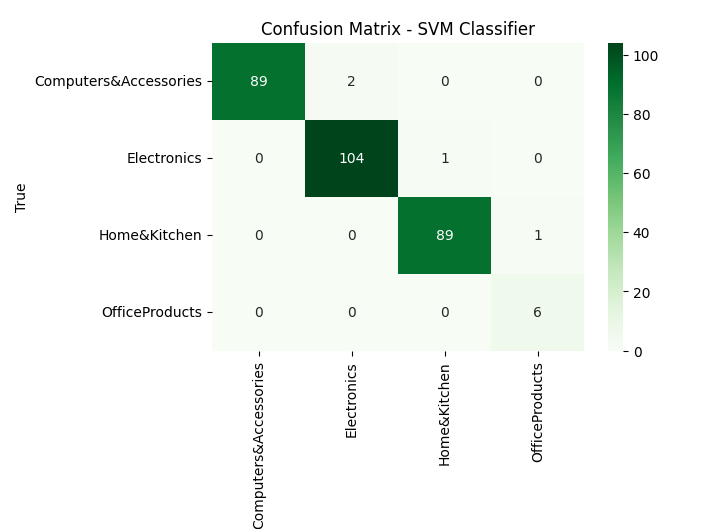 Confusion Matrix - SVM Classifier
True
Computers&Accessories 89 2 0 0
Electronics 0 104 1 0
Home&Kitchen 0 0 89 1
OfficeProducts 0 0 0 6
Computers&Accessories
Electronics
Home&Kitchen
OfficeProducts
100
80
60
40
20
0